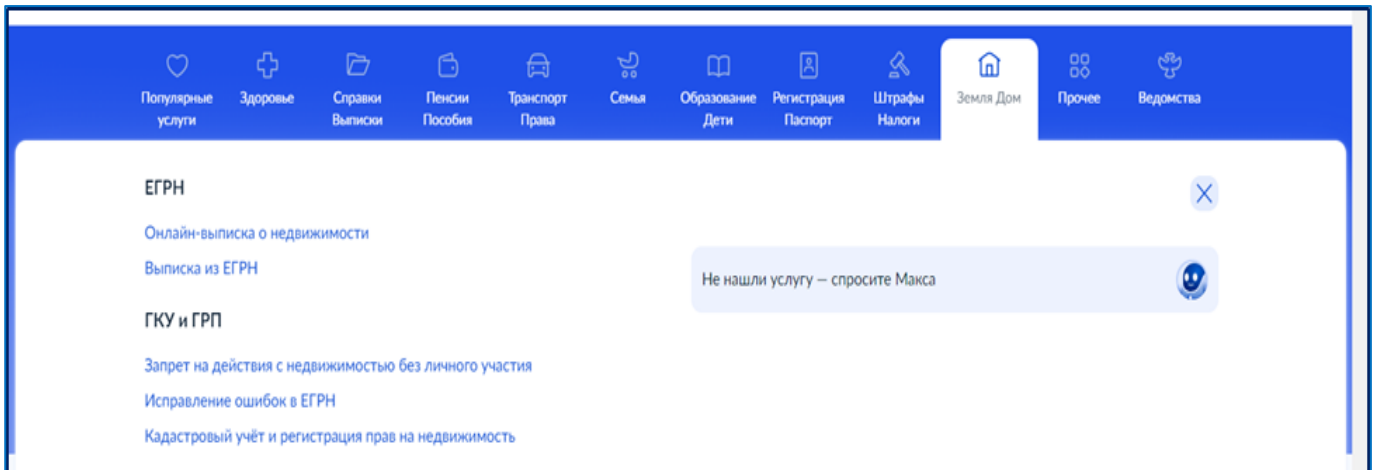 Популярные услуги
Здоровье
Справки Выписки
Пенсии Пособия
Транспорт Права
Семья
Образование Дети
Регистрация Паспорт
Штрафы Налоги
Земля Дом
Прочее
Ведомства
ЕГРН
Онлайн-выписка о недвижимости
Выписка из ЕГРН
Не нашли услугу — спросите Макса
ГКУ и ГРП
Запрет на действия с недвижимостью без личного участия
Исправление ошибок в ЕГРН
Кадастровый учёт и регистрация прав на недвижимость